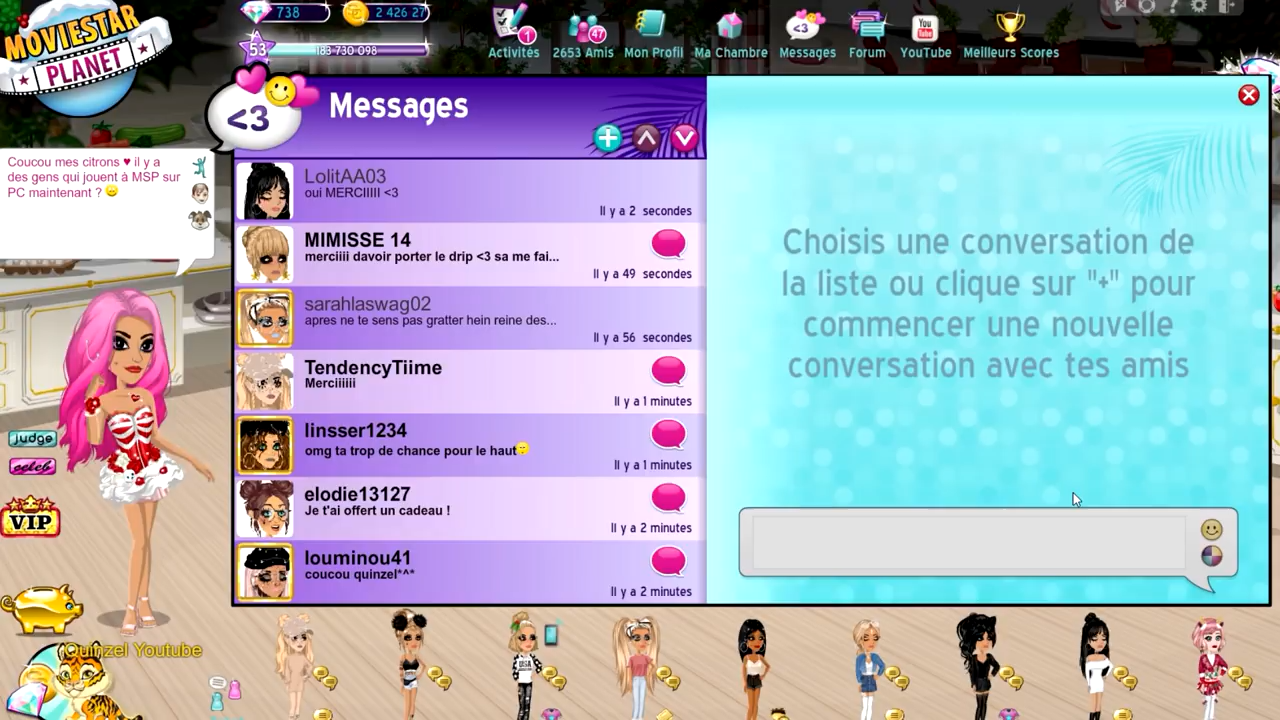 MOVIESTAR
PLANET
738
2 426 27
53
183 730 098
1
Activités
47
2653 Amis
Mon Profil
Ma Chambre
<3
Messages
Forum
You
Tube
YouTube
Meilleurs Scores
<3
Messages
Coucou mes citrons ♥ il y a
des gens qui jouent à MSP sur
PC maintenant ? 😊
LolitAA03
oui MERCIIIII <3
Il y a 2 secondes
MIMISSE 14
merciiii davoir porter le drip <3 sa me fai...
Il y a 49 secondes
sarahlaswag02
apres ne te sens pas gratter hein reine des...
Il y a 56 secondes
TendencyTiime
Merciiiiii
Il y a 1 minutes
linsser1234
omg ta trop de chance pour le haut😊
Il y a 1 minutes
elodie13127
Je t'ai offert un cadeau !
Il y a 2 minutes
louminou41
coucou quinzel*^*
Il y a 2 minutes
Choisis une conversation de
la liste ou clique sur "+" pour
commencer une nouvelle
conversation avec tes amis
judge
celeb
VIP
Quinzel Youtube
USA